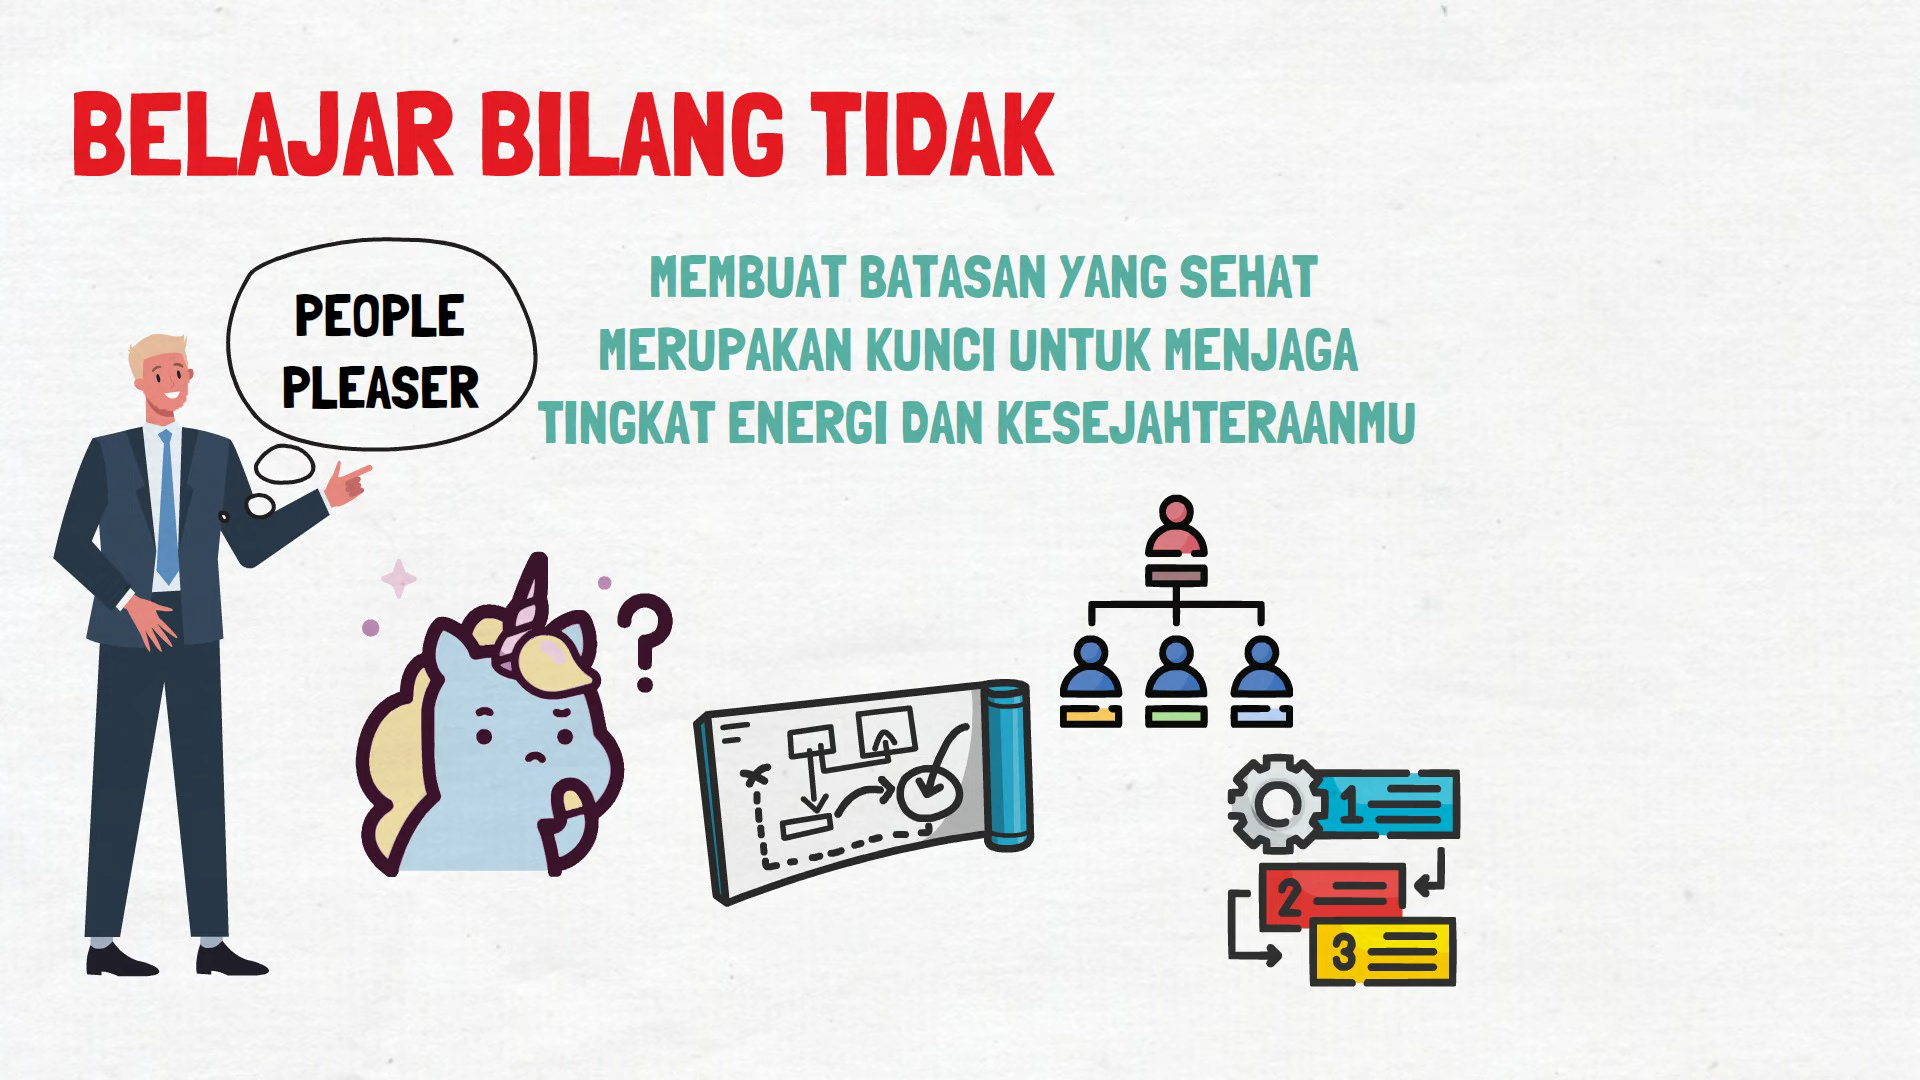 BELAJAR BILANG TIDAK
PEOPLE
PLEASER
MEMBUAT BATASAN YANG SEHAT
MERUPAKAN KUNCI UNTUK MENJAGA
TINGKAT ENERGI DAN KESEJAHTERAANMU
?
1
2
3